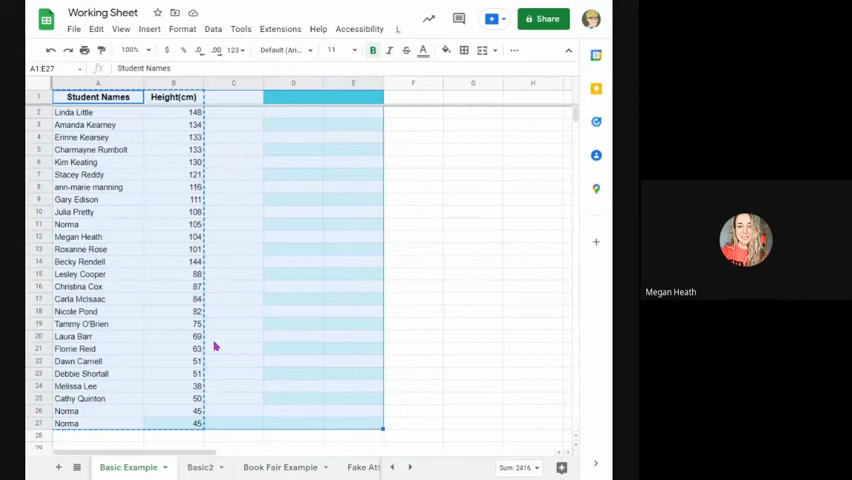 Working Sheet
File Edit View Insert Format Data Tools Extensions Help Accessibility L
Share
100% $ % .0 .00 123 Default (Ari... 11 B I S A ...
A1:E27 fx Student Names
A B C D E F G H
1 Student Names Height(cm)
2 Linda Little 148
3 Amanda Kearney 134
4 Erinne Kearsey 133
5 Charmayne Rumbolt 133
6 Kim Keating 130
7 Stacey Reddy 121
8 ann-marie manning 116
9 Gary Edison 111
10 Julia Pretty 108
11 Norma 105
12 Megan Heath 104
13 Roxanne Rose 101
14 Becky Rendell 144
15 Lesley Cooper 88
16 Christina Cox 87
17 Carla McIsaac 84
18 Nicole Pond 82
19 Tammy O'Brien 75
20 Laura Barr 69
21 Florrie Reid 63
22 Dawn Carnell 51
23 Debbie Shortall 51
24 Melissa Lee 38
25 Cathy Quinton 50
26 Norma 45
27 Norma 45
28
29
Basic Example Basic2 Book Fair Example Fake Att Sum: 2416
Megan Heath